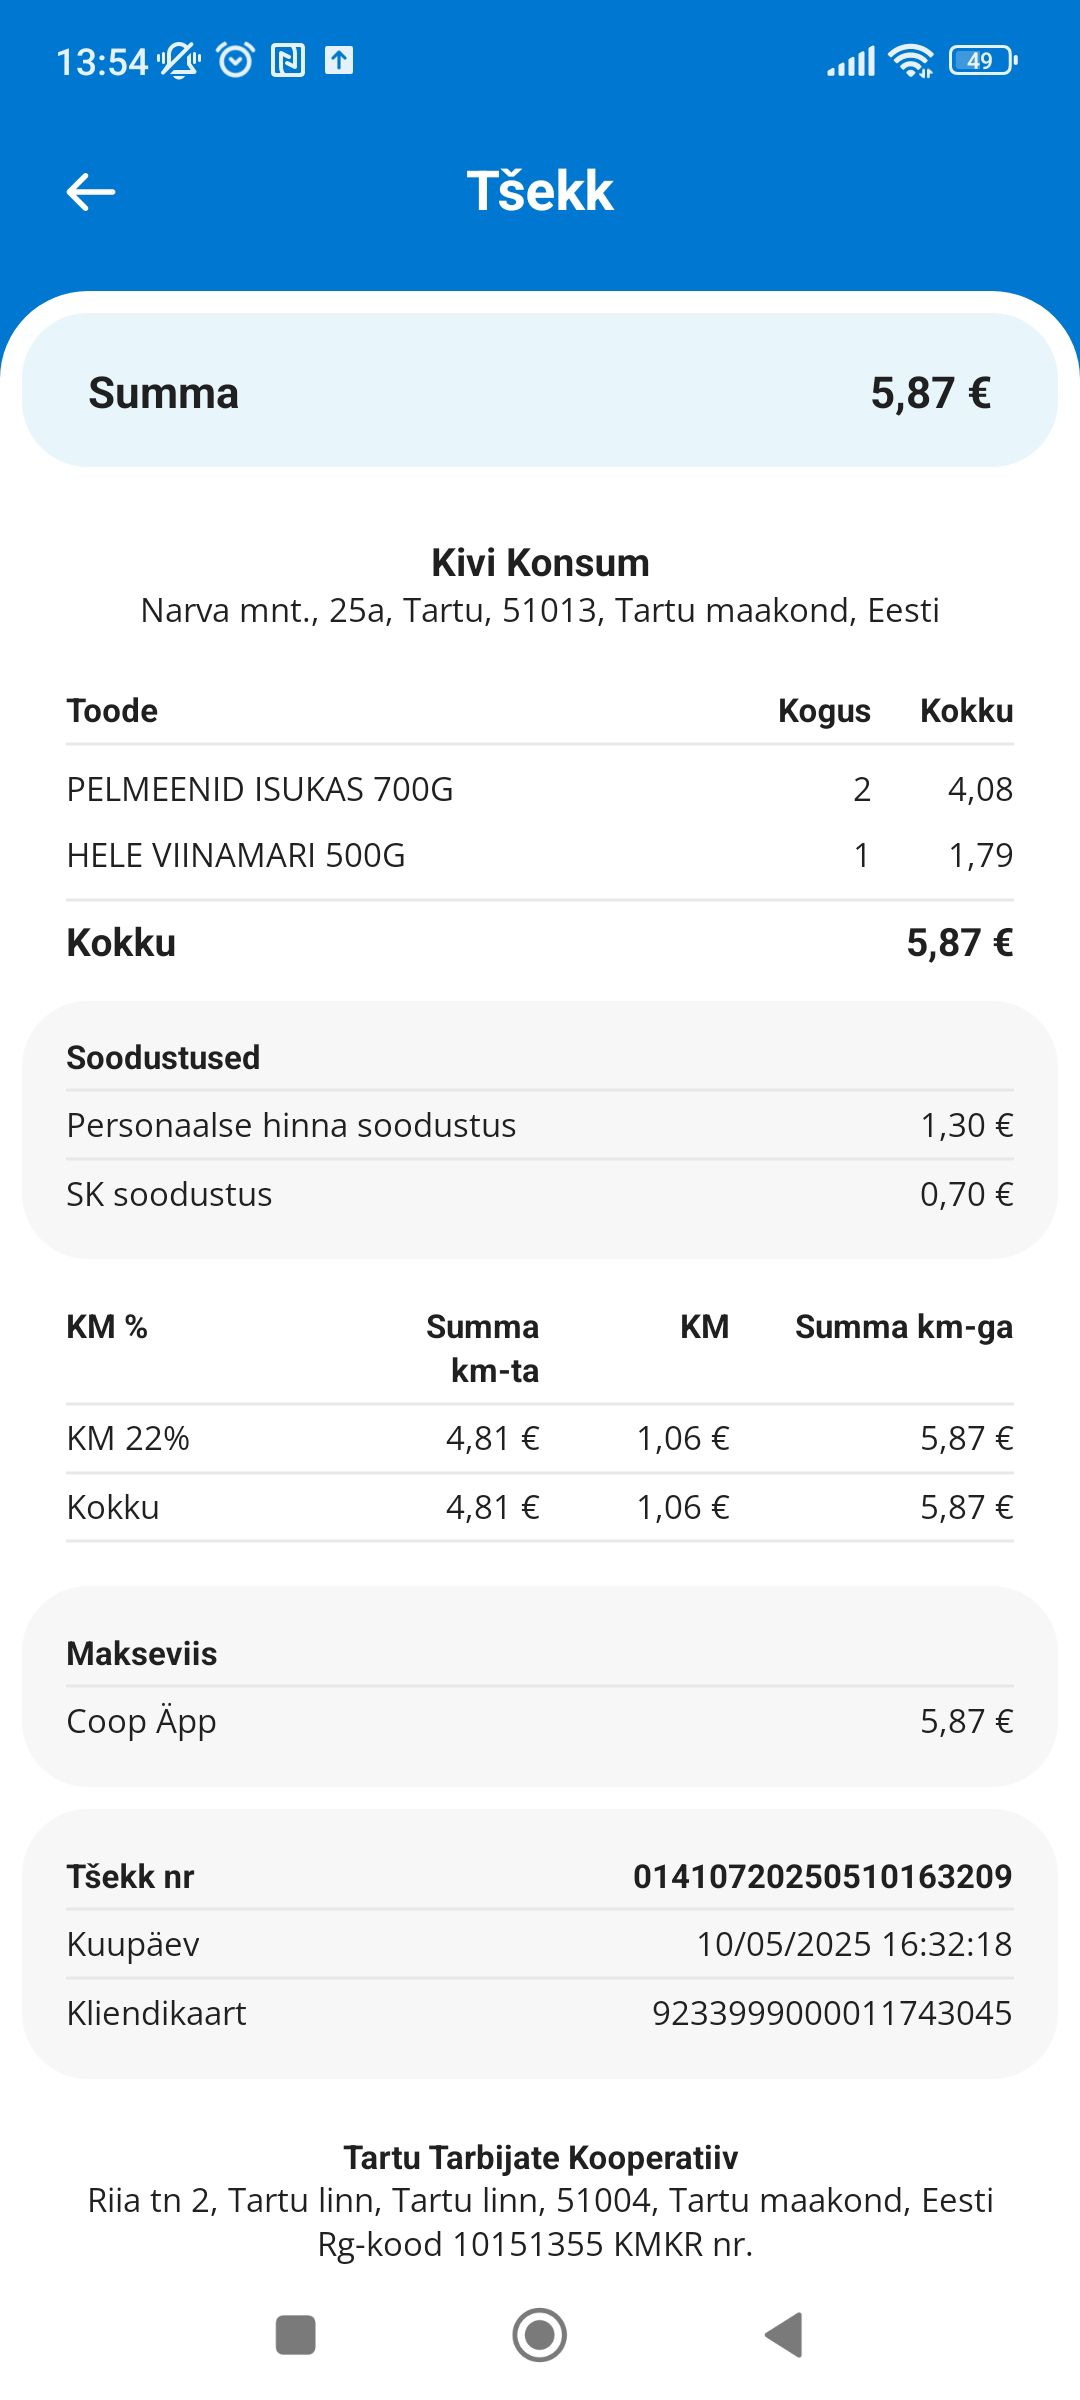 13:54 49
Tšekk
Summa 5,87 €
Kivi Konsum
Narva mnt., 25a, Tartu, 51013, Tartu maakond, Eesti
Toode Kogus Kokku
PELMEENID ISUKAS 700G 2 4,08
HELE VIINAMARI 500G 1 1,79
Kokku 5,87 €
Soodustused
Personaalse hinna soodustus 1,30 €
SK soodustus 0,70 €
KM % Summa km-ta KM Summa km-ga
KM 22% 4,81 € 1,06 € 5,87 €
Kokku 4,81 € 1,06 € 5,87 €
Makseviis
Coop Äpp 5,87 €
Tšekk nr 01410720250510163209
Kuupäev 10/05/2025 16:32:18
Kliendikaart 9233999000011743045
Tartu Tarbijate Kooperatiiv
Riia tn 2, Tartu linn, Tartu linn, 51004, Tartu maakond, Eesti
Rg-kood 10151355 KMKR nr.